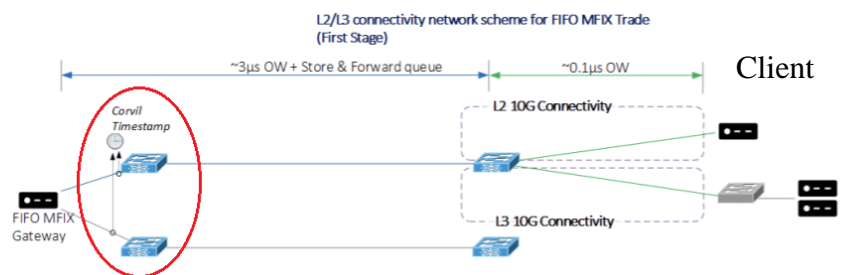 L2/L3 connectivity network scheme for FIFO MFIX Trade
(First Stage)
~3µs OW + Store & Forward queue
~0.1µs OW
Client
Corvil
Timestamp
L2 10G Connectivity
FIFO MFIX
Gateway
L3 10G Connectivity